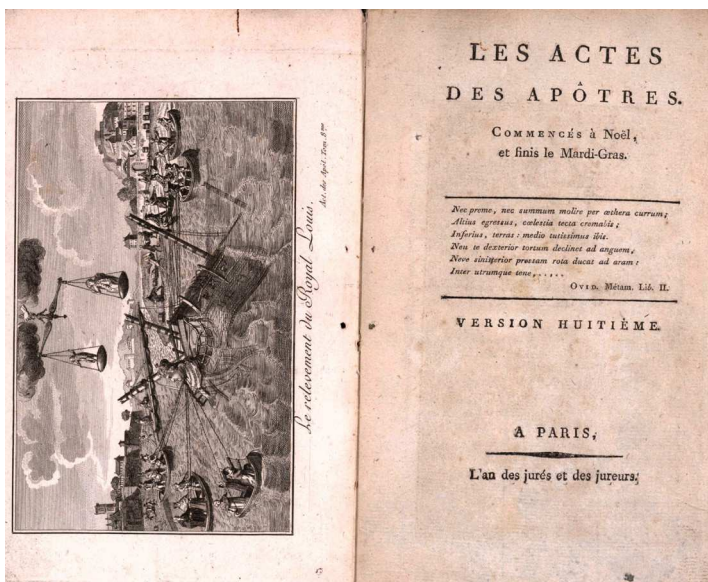 Le rélevement du Royal Louis.
Act. des Apôt. Tom. 8.me
LES ACTES
DES APÔTRES.
COMMENCÉS à Noël,
et finis le Mardi-Gras.
Nec preme, nec summum molire per æthera currum;
Altius egressus, cœlestia tecta cremabis;
Inferius, terras: medio tutissimus ibis.
Neu te dexterior tortum declinet ad anguem;
Neve sinisterior pressam rota ducat ad aram:
Inter utrumque tene,.....
OVID. Métam. Lib. II.
VERSION HUITIÈME.
A PARIS,
L'an des jurés et des jureurs;